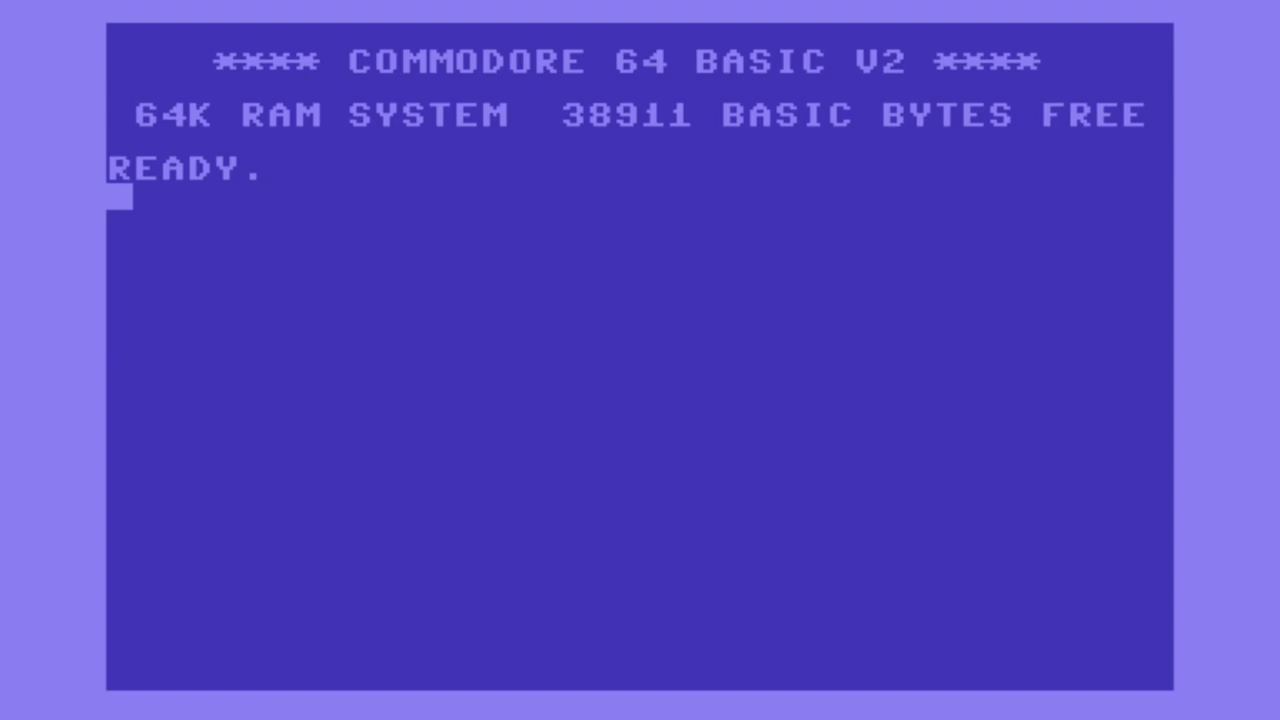 **** COMMODORE 64 BASIC V2 ****
64K RAM SYSTEM  38911 BASIC BYTES FREE
READY.